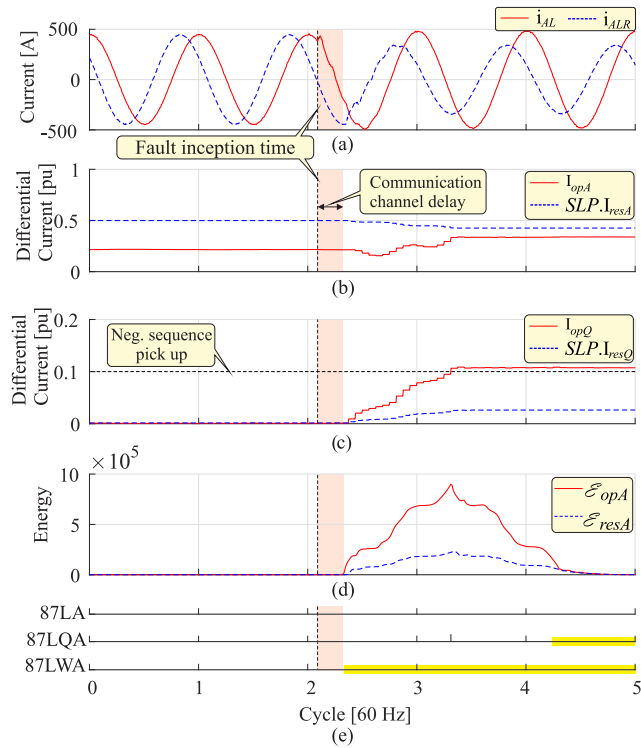 500
0
-500
Current [A]
i_AL
i_ALR
(a)
Fault inception time
1
0.5
0
Differential
Current [pu]
Communication
channel delay
I_opA
SLP.I_resA
(b)
0.2
0.1
0
Differential
Current [pu]
Neg. sequence
pick up
I_opQ
SLP.I_resQ
(c)
×10^5
10
5
0
Energy
ℰ_opA
ℰ_resA
(d)
87LA
87LQA
87LWA
0 1 2 3 4 5
Cycle [60 Hz]
(e)